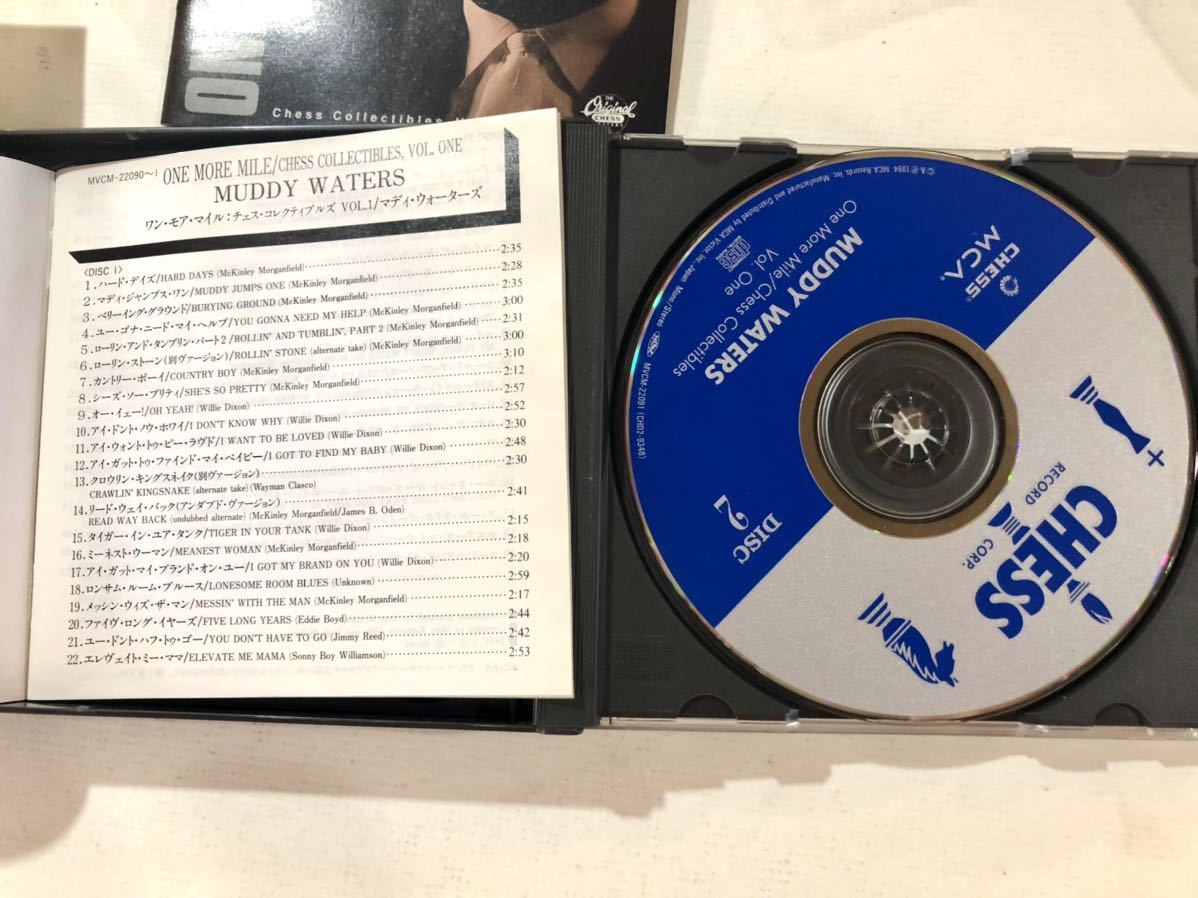 ON
Chess Collectibles
THE
Original
CHESS
MVCM-22090~1
ONE MORE MILE/CHESS COLLECTIBLES, VOL. ONE
MUDDY WATERS
ワン・モア・マイル:チェス・コレクティブルズ VOL.1/マディ・ウォーターズ
〈DISC 1〉
1.ハード・デイズ/HARD DAYS (McKinley Morganfield) 2:35
2.マディ・ジャンプス・ワン/MUDDY JUMPS ONE (McKinley Morganfield) 2:28
3.ベリーイング・グラウンド/BURYING GROUND (McKinley Morganfield) 2:35
4.ユー・ゴナ・ニード・マイ・ヘルプ/YOU GONNA NEED MY HELP (McKinley Morganfield) 3:00
5.ローリン・アンド・タンブリン・パート2/ROLLIN' AND TUMBLIN', PART 2 (McKinley Morganfield) 2:31
6.ローリン・ストーン(別ヴァージョン)/ROLLIN' STONE (alternate take) (McKinley Morganfield) 3:00
7.カントリー・ボーイ/COUNTRY BOY (McKinley Morganfield) 3:10
8.シーズ・ソー・プリティ/SHE'S SO PRETTY (McKinley Morganfield) 2:12
9.オー・イェー!/OH YEAH! (Willie Dixon) 2:57
10.アイ・ドント・ノウ・ホワイ/I DON'T KNOW WHY (Willie Dixon) 2:52
11.アイ・ウォント・トゥ・ビー・ラヴド/I WANT TO BE LOVED (Willie Dixon) 2:30
12.アイ・ガット・トゥ・ファインド・マイ・ベイビー/I GOT TO FIND MY BABY (Willie Dixon) 2:48
13.クロウリン・キングスネイク(別ヴァージョン) 2:30
CRAWLIN' KINGSNAKE (alternate take) (Wayman Clasco)
14.リード・ウェイ・バック(アンダブド・ヴァージョン) 2:41
READ WAY BACK (undubbed alternate) (McKinley Morganfield/James B. Oden)
15.タイガー・イン・ユア・タンク/TIGER IN YOUR TANK (Willie Dixon) 2:15
16.ミーネスト・ウーマン/MEANEST WOMAN (McKinley Morganfield) 2:18
17.アイ・ガット・マイ・ブランド・オン・ユー/I GOT MY BRAND ON YOU (Willie Dixon) 2:20
18.ロンサム・ルーム・ブルース/LONESOME ROOM BLUES (Unknown) 2:59
19.メッシン・ウィズ・ザ・マン/MESSIN' WITH THE MAN (McKinley Morganfield) 2:17
20.ファイヴ・ロング・イヤーズ/FIVE LONG YEARS (Eddie Boyd) 2:44
21.ユー・ドント・ハフ・トゥ・ゴー/YOU DON'T HAVE TO GO (Jimmy Reed) 2:42
22.エレヴェイト・ミー・ママ/ELEVATE ME MAMA (Sonny Boy Williamson) 2:53
CHESS
MCA
MUDDY WATERS
One More Mile/Chess Collectibles
Vol. One
DISC
2
CHESS
RECORD
CORP.
©℗ 1994 MCA Records, Inc. Manufactured and Distributed by MCA Victor, Inc., Japan. Mono/Stereo MVCM-22091 (CHD2-9348)